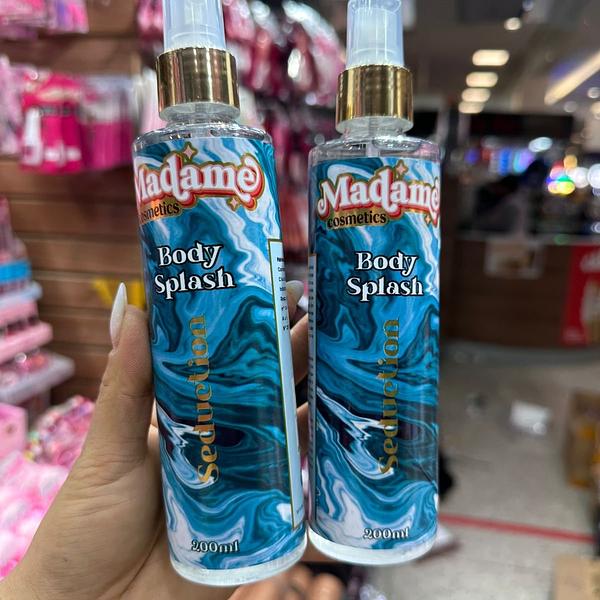 Madame
cosmetics
Body
Splash
Seduction
200ml
Madame
cosmetics
Body
Splash
Seduction
200ml